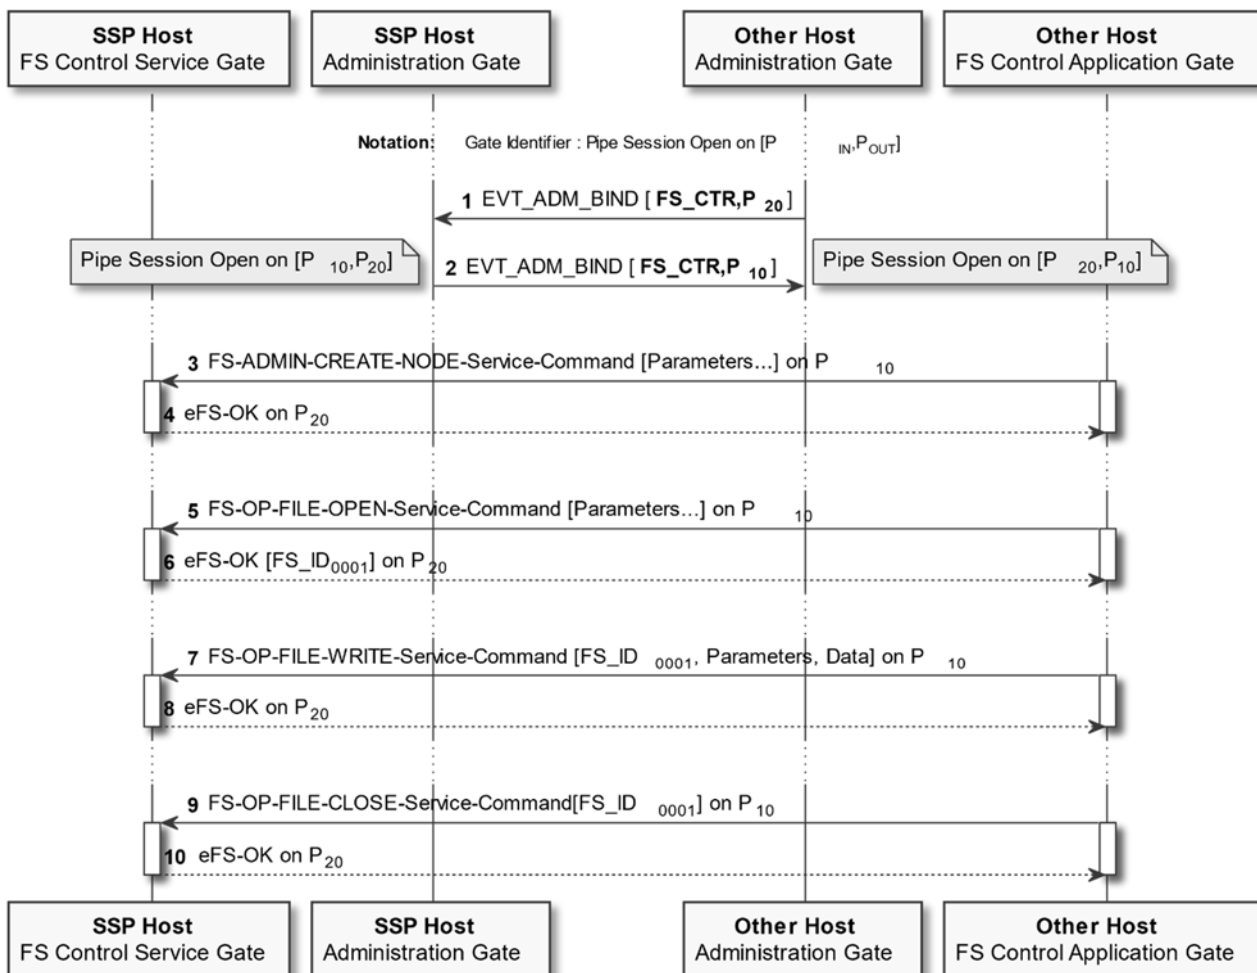 SSP Host
FS Control Service Gate
SSP Host
Administration Gate
Other Host
Administration Gate
Other Host
FS Control Application Gate
Notation: Gate Identifier : Pipe Session Open on [P IN,POUT]
1 EVT_ADM_BIND [ FS_CTR,P 20 ]
Pipe Session Open on [P 10,P20]
2 EVT_ADM_BIND [ FS_CTR,P 10 ]
Pipe Session Open on [P 20,P10]
3 FS-ADMIN-CREATE-NODE-Service-Command [Parameters...] on P 10
4 eFS-OK on P20
5 FS-OP-FILE-OPEN-Service-Command [Parameters...] on P 10
6 eFS-OK [FS_ID0001] on P20
7 FS-OP-FILE-WRITE-Service-Command [FS_ID 0001, Parameters, Data] on P 10
8 eFS-OK on P20
9 FS-OP-FILE-CLOSE-Service-Command[FS_ID 0001] on P10
10 eFS-OK on P20
SSP Host
FS Control Service Gate
SSP Host
Administration Gate
Other Host
Administration Gate
Other Host
FS Control Application Gate